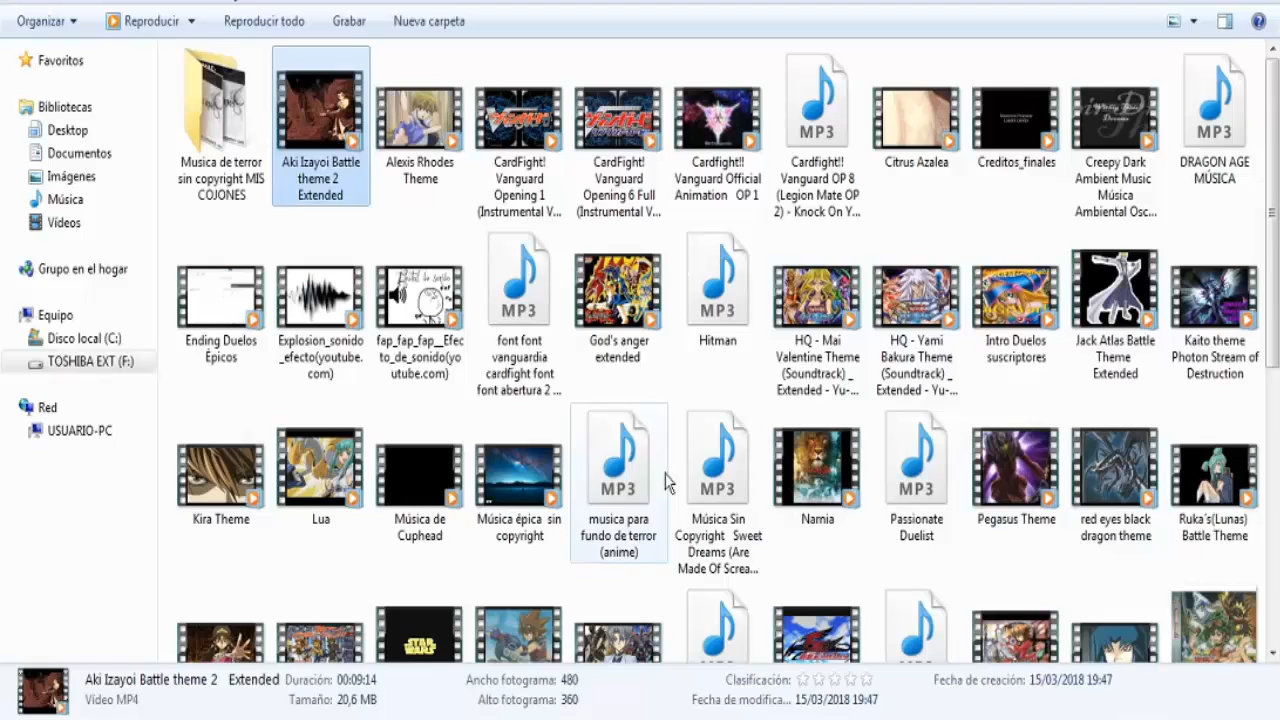 Organizar
Reproducir
Reproducir todo
Grabar
Nueva carpeta
Favoritos
Bibliotecas
Desktop
Documentos
Imágenes
Música
Vídeos
Grupo en el hogar
Equipo
Disco local (C:)
TOSHIBA EXT (F:)
Red
USUARIO-PC
Musica de terror
sin copyright MIS
COJONES
Aki Izayoi Battle
theme 2
Extended
Alexis Rhodes
Theme
CardFight!
Vanguard
Opening 1
(Instrumental V...
CardFight!
Vanguard
Opening 6 Full
(Instrumental V...
Cardfight!!
Vanguard Official
Animation OP 1
MP3
Cardfight!!
Vanguard OP 8
(Legion Mate OP
2) - Knock On Y...
Citrus Azalea
Creditos_finales
Creepy Dark
Ambient Music
Música
Ambiental Osc...
MP3
DRAGON AGE
MÚSICA
Ending Duelos
Épicos
Explosion_sonido
_efecto(youtube.
com)
fap_fap_fap__Efec
to_de_sonido(yo
utube.com)
MP3
font font
vanguardia
cardfight font
font abertura 2 ...
God's anger
extended
MP3
Hitman
HQ - Mai
Valentine Theme
(Soundtrack) _
Extended - Yu-...
HQ - Yami
Bakura Theme
(Soundtrack) _
Extended - Yu-...
Intro Duelos
suscriptores
Jack Atlas Battle
Theme
Extended
Kaito theme
Photon Stream of
Destruction
Kira Theme
Lua
Música de
Cuphead
Música épica sin
copyright
MP3
musica para
fundo de terror
(anime)
MP3
Música Sin
Copyright Sweet
Dreams (Are
Made Of Screa...
Narnia
MP3
Passionate
Duelist
Pegasus Theme
red eyes black
dragon theme
Ruka's(Lunas)
Battle Theme
STAR
WARS
Aki Izayoi Battle theme 2 Extended
Vídeo MP4
Duración: 00:09:14
Tamaño: 20,6 MB
Ancho fotograma: 480
Alto fotograma: 360
Clasificación:
Fecha de modifica... 15/03/2018 19:47
Fecha de creación: 15/03/2018 19:47